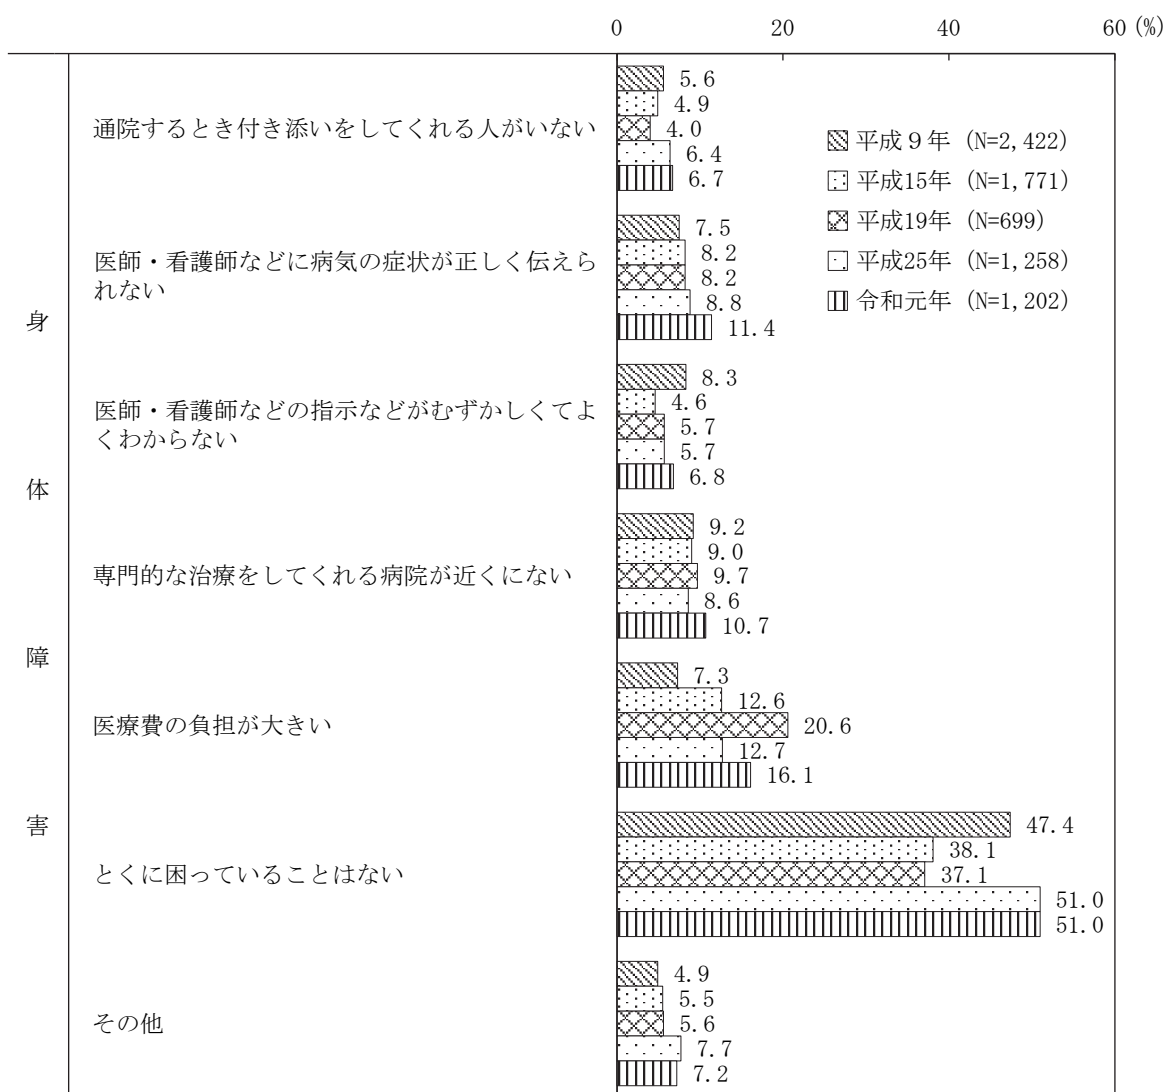 0 20 40 60 (%)
通院するとき付き添いをしてくれる人がいない
5.6
4.9
4.0
6.4
6.7
平成９年 (N=2,422)
平成15年 (N=1,771)
平成19年 (N=699)
平成25年 (N=1,258)
令和元年 (N=1,202)
医師・看護師などに病気の症状が正しく伝えら
れない
7.5
8.2
8.2
8.8
11.4
身
体
障
害
医師・看護師などの指示などがむずかしくてよ
くわからない
8.3
4.6
5.7
5.7
6.8
専門的な治療をしてくれる病院が近くにない
9.2
9.0
9.7
8.6
10.7
医療費の負担が大きい
7.3
12.6
20.6
12.7
16.1
とくに困っていることはない
47.4
38.1
37.1
51.0
51.0
その他
4.9
5.5
5.6
7.7
7.2